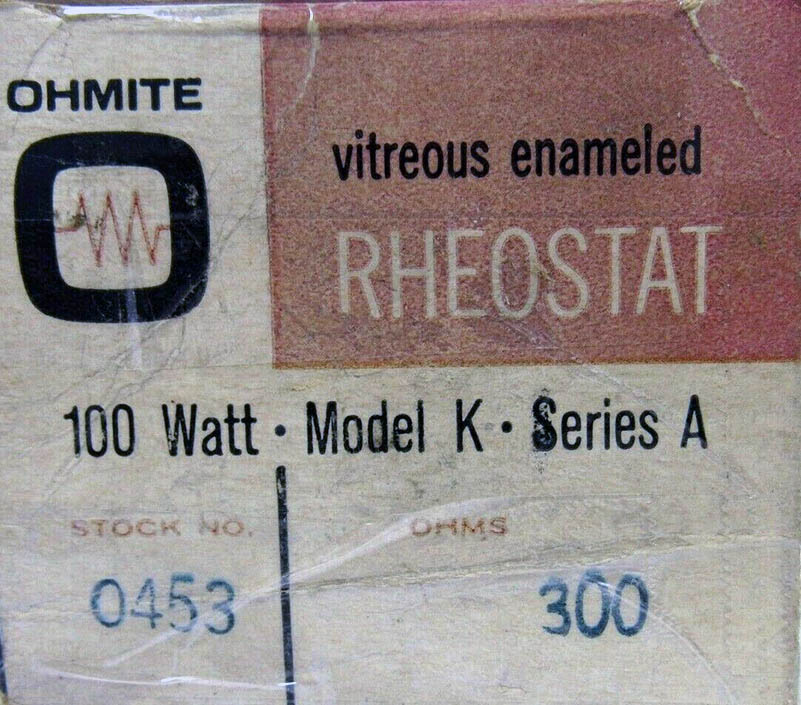 OHMITE
vitreous enameled
RHEOSTAT
100 Watt • Model K • Series A
STOCK NO.
OHMS
0453
300